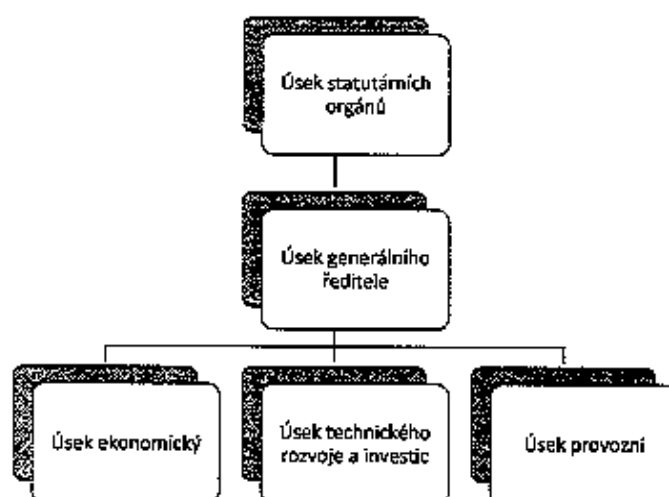 Úsek statutárních
orgánů
Úsek generálního
ředitele
Úsek ekonomický
Úsek technického
rozvoje a investic
Úsek provozní